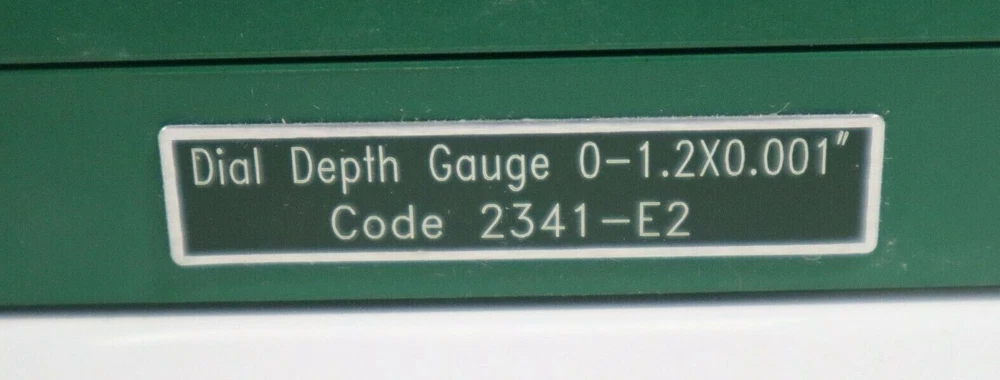 Dial Depth Gauge 0-1.2X0.001"
Code 2341-E2